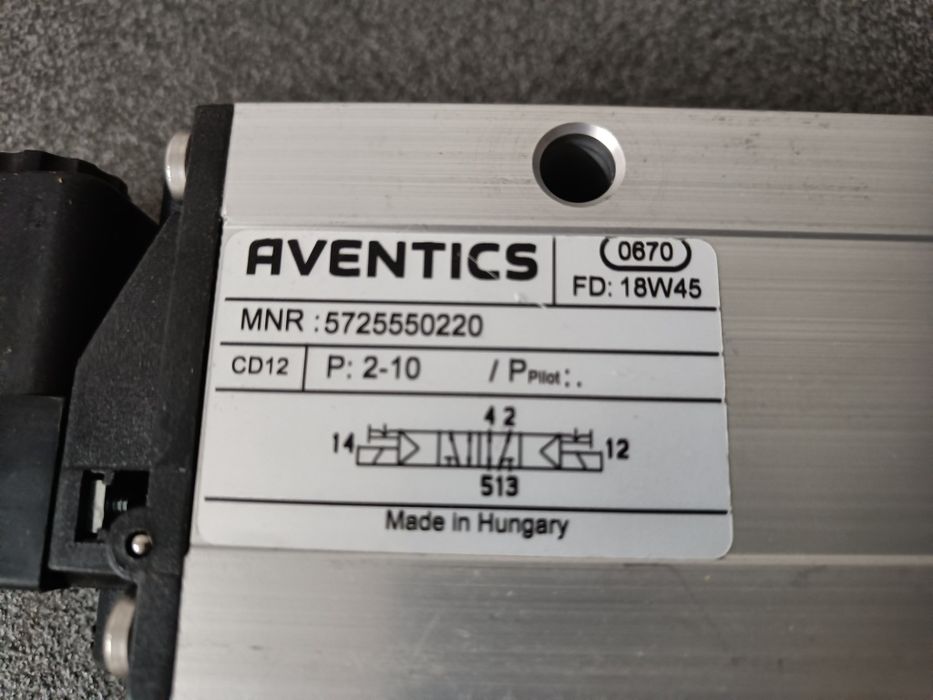 AVENTICS
0670
FD: 18W45
MNR :5725550220
CD12 P: 2-10 / PPilot:.
4 2
14 12
513
Made in Hungary